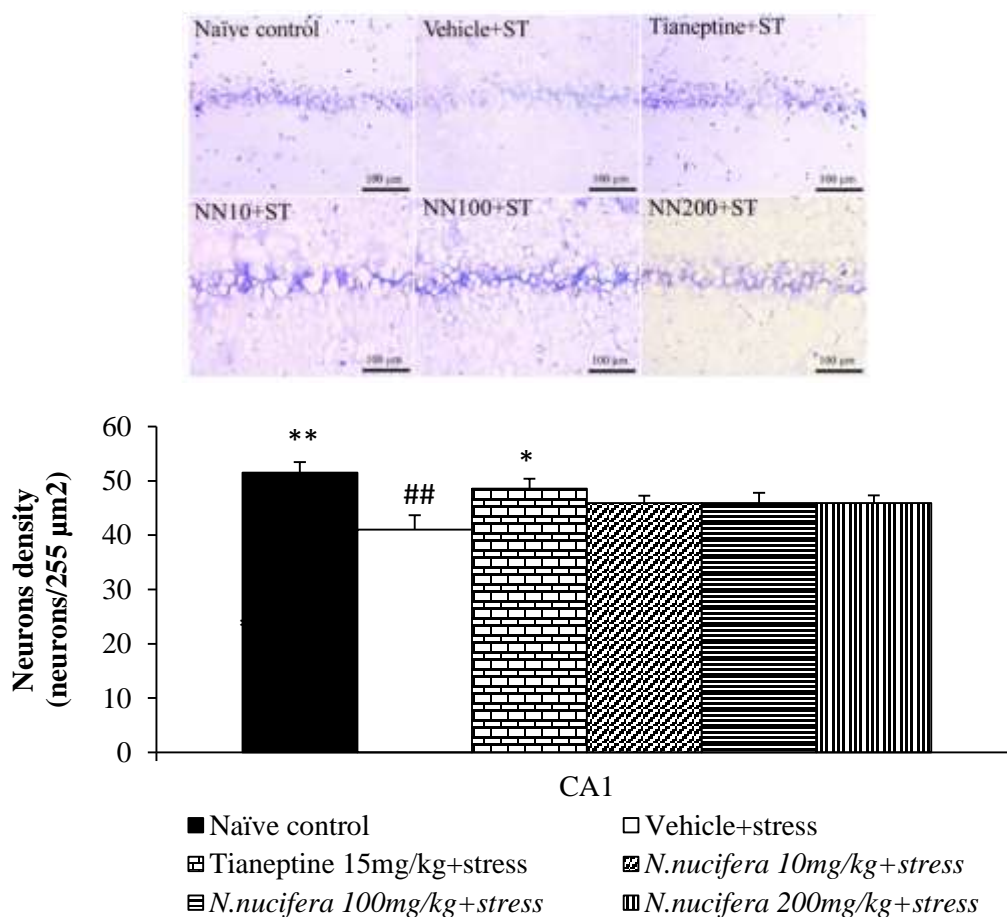 Naïve control Vehicle+ST Tianeptine+ST
100 µm 100 µm 100 µm
NN10+ST NN100+ST NN200+ST
100 µm 100 µm 100 µm
Neurons density
(neurons/255 µm2)
60
50
40
30
20
10
0
**
##
*
CA1
Naïve control Vehicle+stress
Tianeptine 15mg/kg+stress N.nucifera 10mg/kg+stress
N.nucifera 100mg/kg+stress N.nucifera 200mg/kg+stress